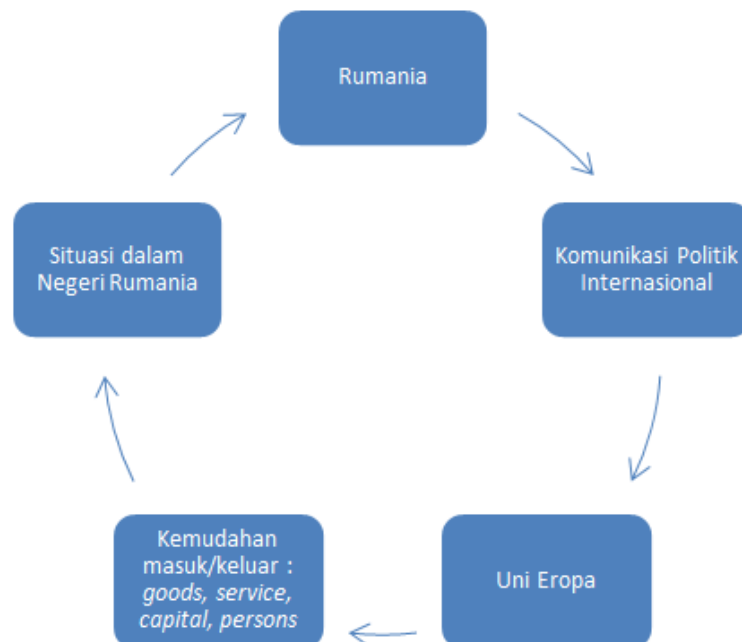 Rumania
Komunikasi Politik
Internasional
Uni Eropa
Kemudahan
masuk/keluar :
goods, service,
capital, persons
Situasi dalam
Negeri Rumania